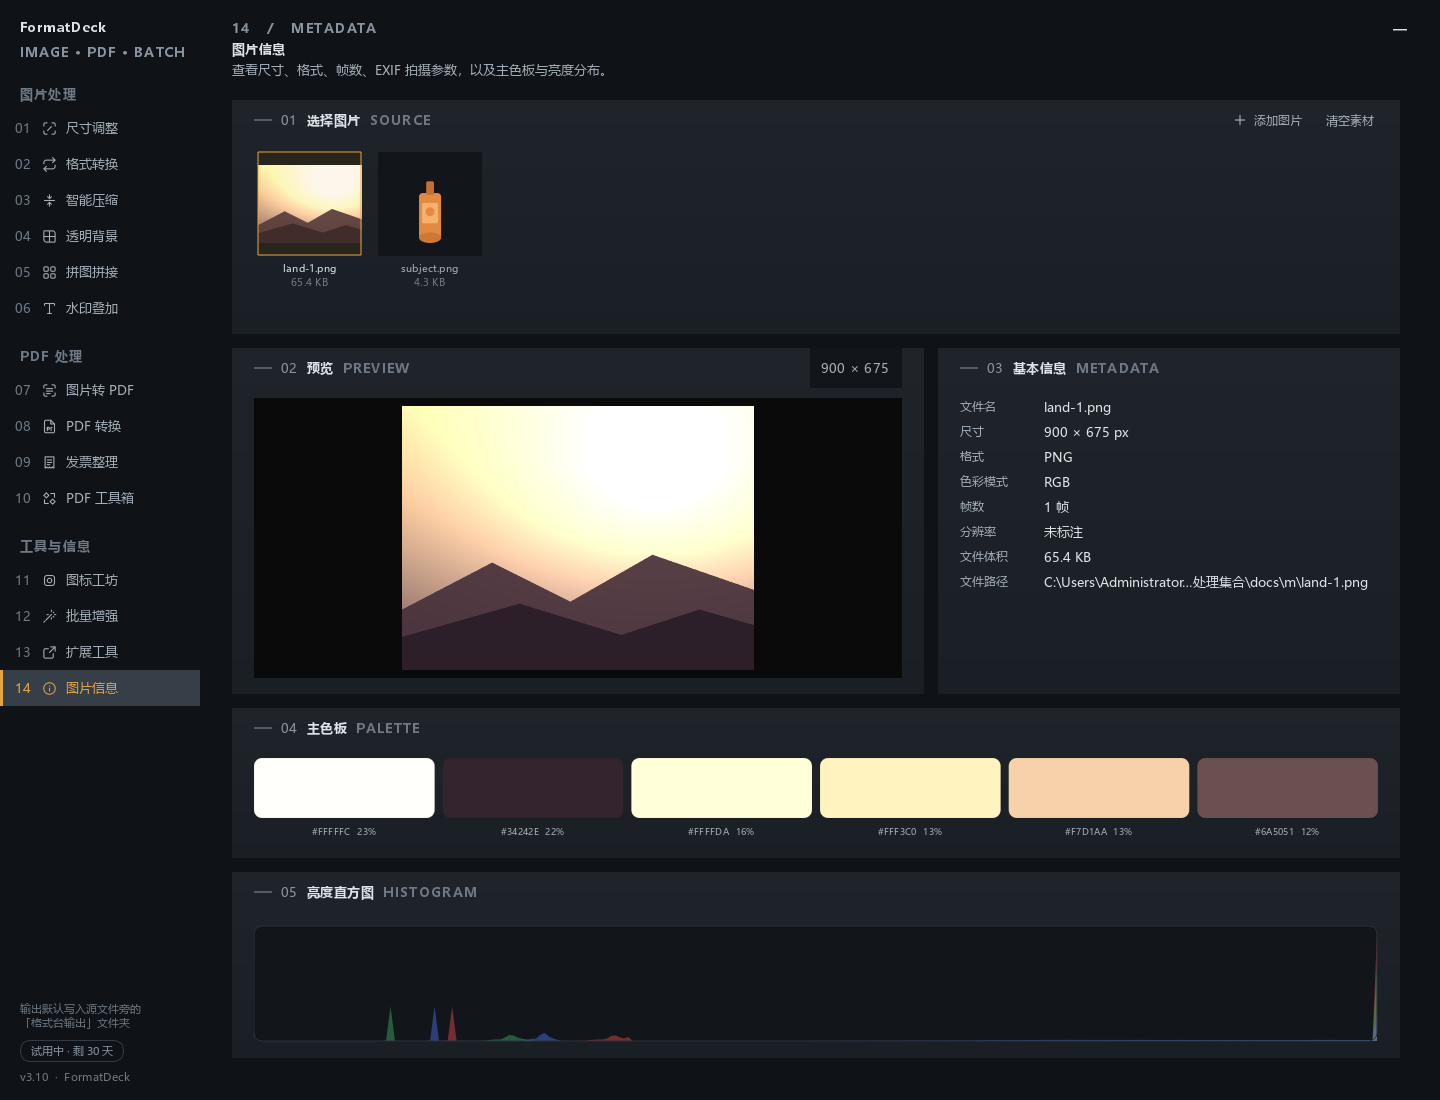 FormatDeck
IMAGE • PDF • BATCH
图片处理
01 尺寸调整
02 格式转换
03 智能压缩
04 透明背景
05 拼图拼接
06 水印叠加
PDF 处理
07 图片转 PDF
08 PDF 转换
09 发票整理
10 PDF 工具箱
工具与信息
11 图标工坊
12 批量增强
13 扩展工具
14 图片信息
输出默认写入源文件旁的
「格式台输出」文件夹
试用中 · 剩 30 天
v3.10 · FormatDeck
14 / METADATA
图片信息
查看尺寸、格式、帧数、EXIF 拍摄参数，以及主色板与亮度分布。
01 选择图片 SOURCE
添加图片 清空素材
land-1.png
65.4 KB
subject.png
4.3 KB
02 预览 PREVIEW
900 × 675
03 基本信息 METADATA
文件名 land-1.png
尺寸 900 × 675 px
格式 PNG
色彩模式 RGB
帧数 1 帧
分辨率 未标注
文件体积 65.4 KB
文件路径 C:\Users\Administrator...处理集合\docs\m\land-1.png
04 主色板 PALETTE
#FFFFFC 23%
#34242E 22%
#FFFFDA 16%
#FFF3C0 13%
#F7D1AA 13%
#6A5051 12%
05 亮度直方图 HISTOGRAM